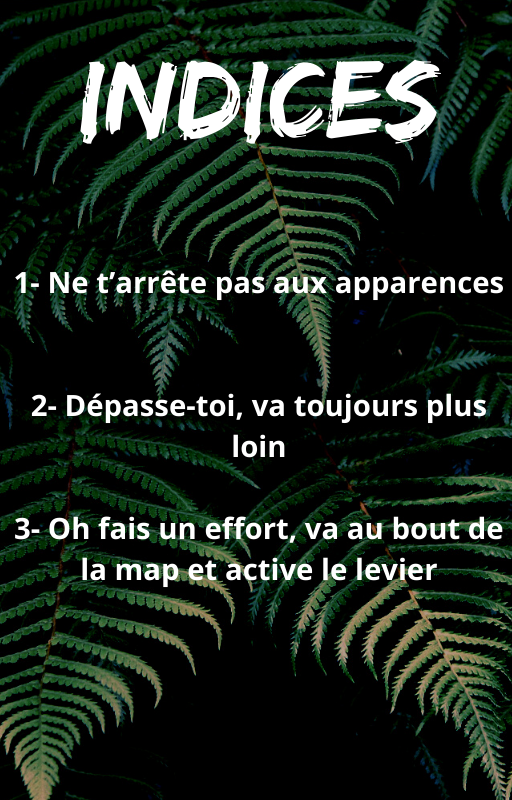 INDICES
1- Ne t’arrête pas aux apparences
2- Dépasse-toi, va toujours plus
loin
3- Oh fais un effort, va au bout de
la map et active le levier